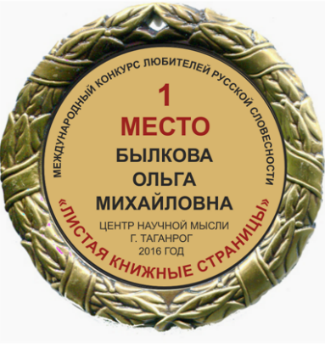 МЕЖДУНАРОДНЫЙ КОНКУРС ЛЮБИТЕЛЕЙ РУССКОЙ СЛОВЕСНОСТИ
1
МЕСТО
БЫЛКОВА
ОЛЬГА
МИХАЙЛОВНА
ЦЕНТР НАУЧНОЙ МЫСЛИ
Г. ТАГАНРОГ
2016 ГОД
«ЛИСТАЯ КНИЖНЫЕ СТРАНИЦЫ»